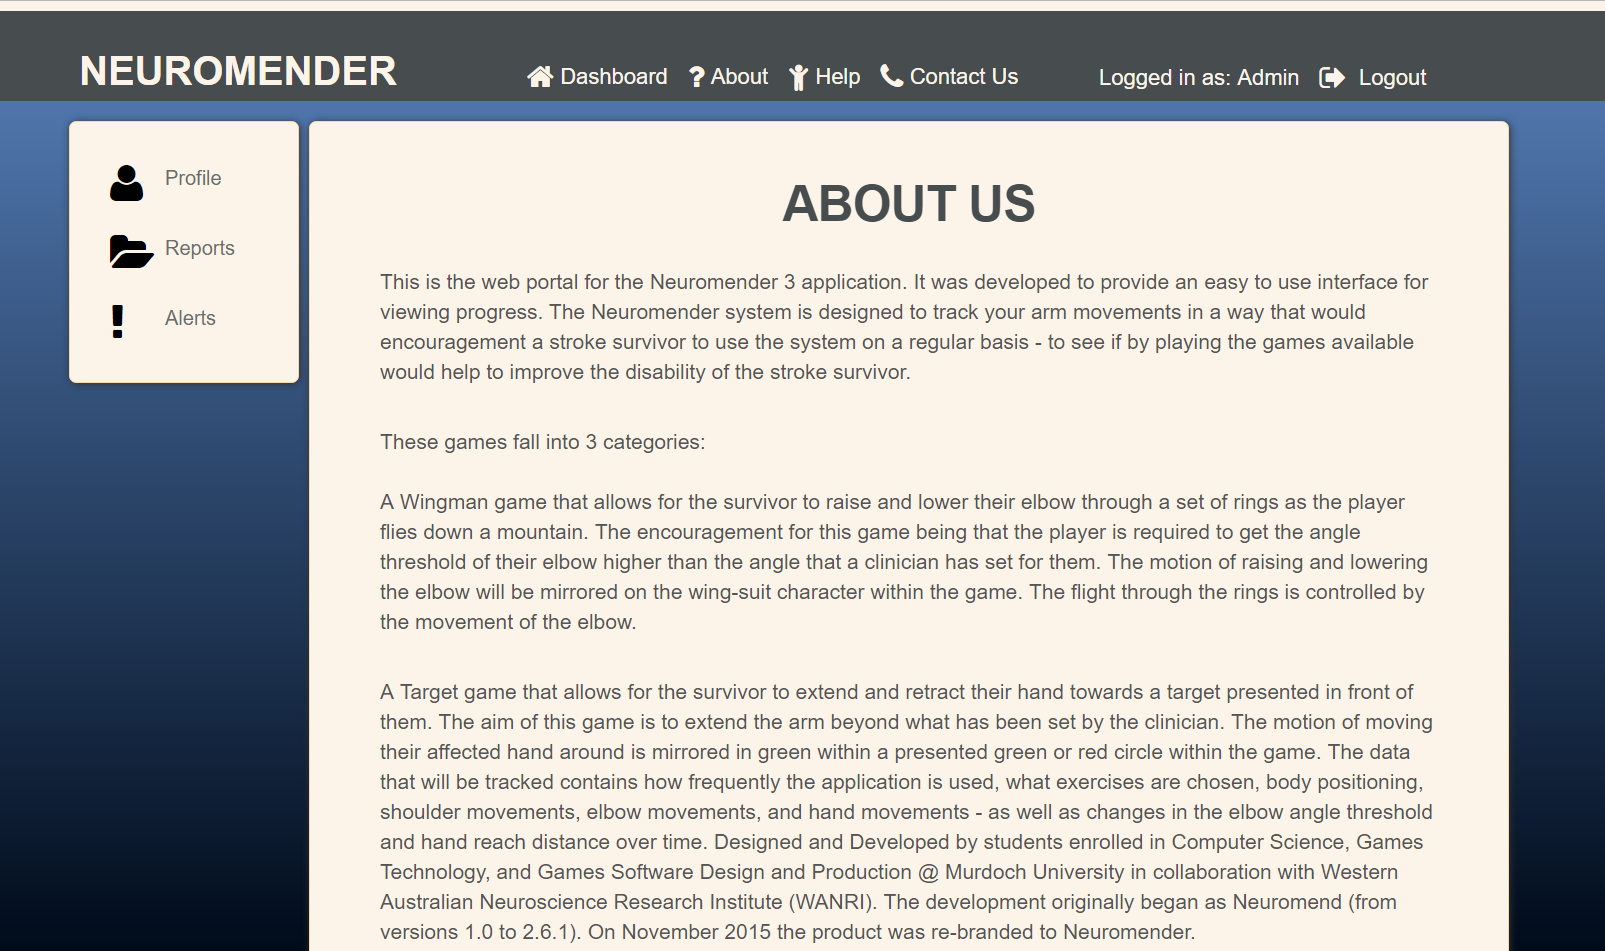 NEUROMENDER
Dashboard ? About Help Contact Us Logged in as: Admin Logout
Profile
Reports
! Alerts
ABOUT US
This is the web portal for the Neuromender 3 application. It was developed to provide an easy to use interface for
viewing progress. The Neuromender system is designed to track your arm movements in a way that would
encouragement a stroke survivor to use the system on a regular basis - to see if by playing the games available
would help to improve the disability of the stroke survivor.
These games fall into 3 categories:
A Wingman game that allows for the survivor to raise and lower their elbow through a set of rings as the player
flies down a mountain. The encouragement for this game being that the player is required to get the angle
threshold of their elbow higher than the angle that a clinician has set for them. The motion of raising and lowering
the elbow will be mirrored on the wing-suit character within the game. The flight through the rings is controlled by
the movement of the elbow.
A Target game that allows for the survivor to extend and retract their hand towards a target presented in front of
them. The aim of this game is to extend the arm beyond what has been set by the clinician. The motion of moving
their affected hand around is mirrored in green within a presented green or red circle within the game. The data
that will be tracked contains how frequently the application is used, what exercises are chosen, body positioning,
shoulder movements, elbow movements, and hand movements - as well as changes in the elbow angle threshold
and hand reach distance over time. Designed and Developed by students enrolled in Computer Science, Games
Technology, and Games Software Design and Production @ Murdoch University in collaboration with Western
Australian Neuroscience Research Institute (WANRI). The development originally began as Neuromend (from
versions 1.0 to 2.6.1). On November 2015 the product was re-branded to Neuromender.